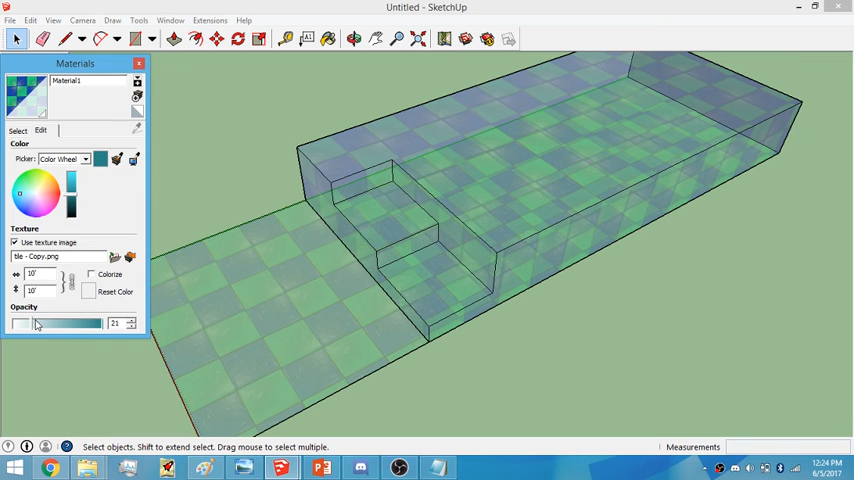 Untitled - SketchUp
File Edit View Camera Draw Tools Window Extensions Help
Materials
Material1
Select Edit
Color
Picker: Color Wheel
Texture
Use texture image
tile - Copy.png
10'
Colorize
10'
Reset Color
Opacity
21
Select objects. Shift to extend select. Drag mouse to select multiple.
Measurements
12:24 PM
6/5/2017